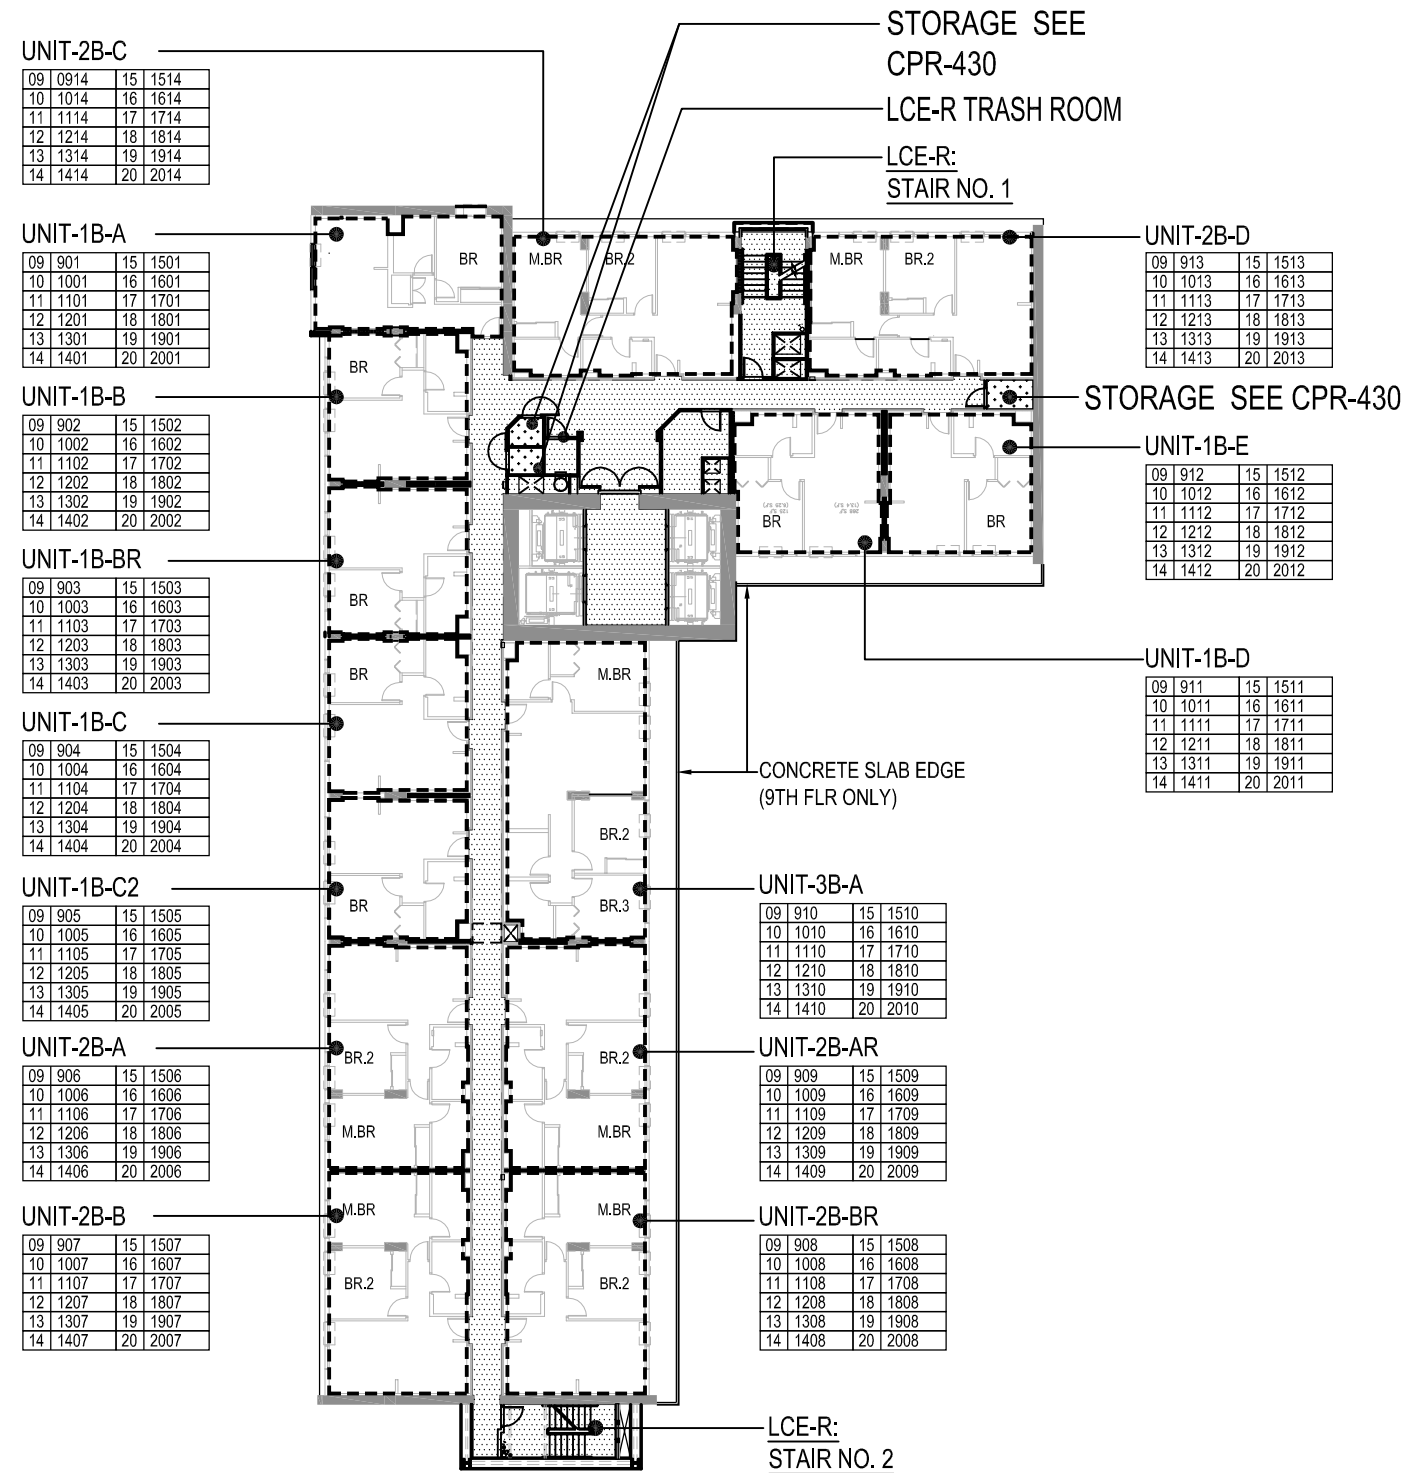 STORAGE SEE
CPR-430
LCE-R TRASH ROOM
LCE-R:
STAIR NO. 1
UNIT-2B-C
09 0914 15 1514
10 1014 16 1614
11 1114 17 1714
12 1214 18 1814
13 1314 19 1914
14 1414 20 2014
UNIT-1B-A
09 901 15 1501
10 1001 16 1601
11 1101 17 1701
12 1201 18 1801
13 1301 19 1901
14 1401 20 2001
UNIT-1B-B
09 902 15 1502
10 1002 16 1602
11 1102 17 1702
12 1202 18 1802
13 1302 19 1902
14 1402 20 2002
UNIT-1B-BR
09 903 15 1503
10 1003 16 1603
11 1103 17 1703
12 1203 18 1803
13 1303 19 1903
14 1403 20 2003
UNIT-1B-C
09 904 15 1504
10 1004 16 1604
11 1104 17 1704
12 1204 18 1804
13 1304 19 1904
14 1404 20 2004
UNIT-1B-C2
09 905 15 1505
10 1005 16 1605
11 1105 17 1705
12 1205 18 1805
13 1305 19 1905
14 1405 20 2005
UNIT-2B-A
09 906 15 1506
10 1006 16 1606
11 1106 17 1706
12 1206 18 1806
13 1306 19 1906
14 1406 20 2006
UNIT-2B-B
09 907 15 1507
10 1007 16 1607
11 1107 17 1707
12 1207 18 1807
13 1307 19 1907
14 1407 20 2007
BR
M.BR
BR.2
M.BR
BR.2
BR
BR
BR
BR
BR
BR
M.BR
BR.2
BR.3
BR.2
BR.2
M.BR
M.BR
M.BR
M.BR
BR.2
BR.2
UNIT-2B-D
09 913 15 1513
10 1013 16 1613
11 1113 17 1713
12 1213 18 1813
13 1313 19 1913
14 1413 20 2013
STORAGE SEE CPR-430
UNIT-1B-E
09 912 15 1512
10 1012 16 1612
11 1112 17 1712
12 1212 18 1812
13 1312 19 1912
14 1412 20 2012
UNIT-1B-D
09 911 15 1511
10 1011 16 1611
11 1111 17 1711
12 1211 18 1811
13 1311 19 1911
14 1411 20 2011
CONCRETE SLAB EDGE
(9TH FLR ONLY)
UNIT-3B-A
09 910 15 1510
10 1010 16 1610
11 1110 17 1710
12 1210 18 1810
13 1310 19 1910
14 1410 20 2010
UNIT-2B-AR
09 909 15 1509
10 1009 16 1609
11 1109 17 1709
12 1209 18 1809
13 1309 19 1909
14 1409 20 2009
UNIT-2B-BR
09 908 15 1508
10 1008 16 1608
11 1108 17 1708
12 1208 18 1808
13 1308 19 1908
14 1408 20 2008
LCE-R:
STAIR NO. 2